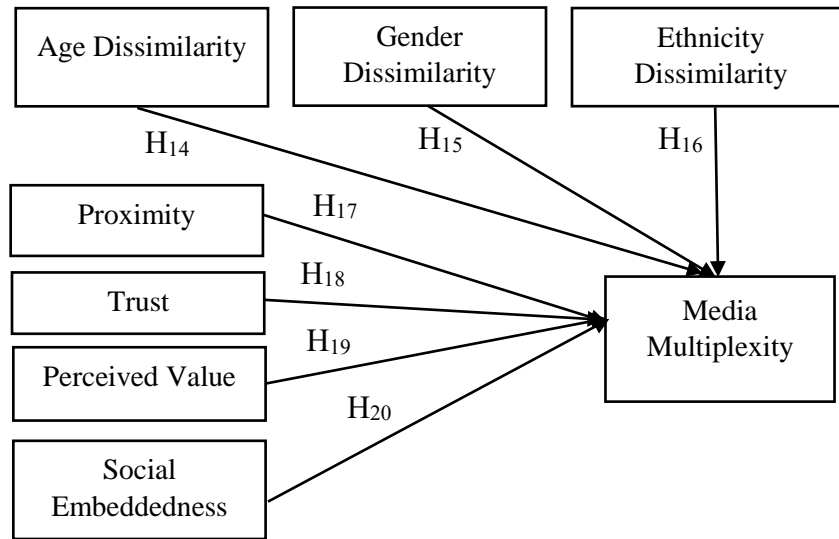 Age Dissimilarity
Gender
Dissimilarity
Ethnicity
Dissimilarity
H14
H15
H16
Proximity
H17
Trust
H18
Media
Multiplexity
Perceived Value
H19
H20
Social
Embeddedness